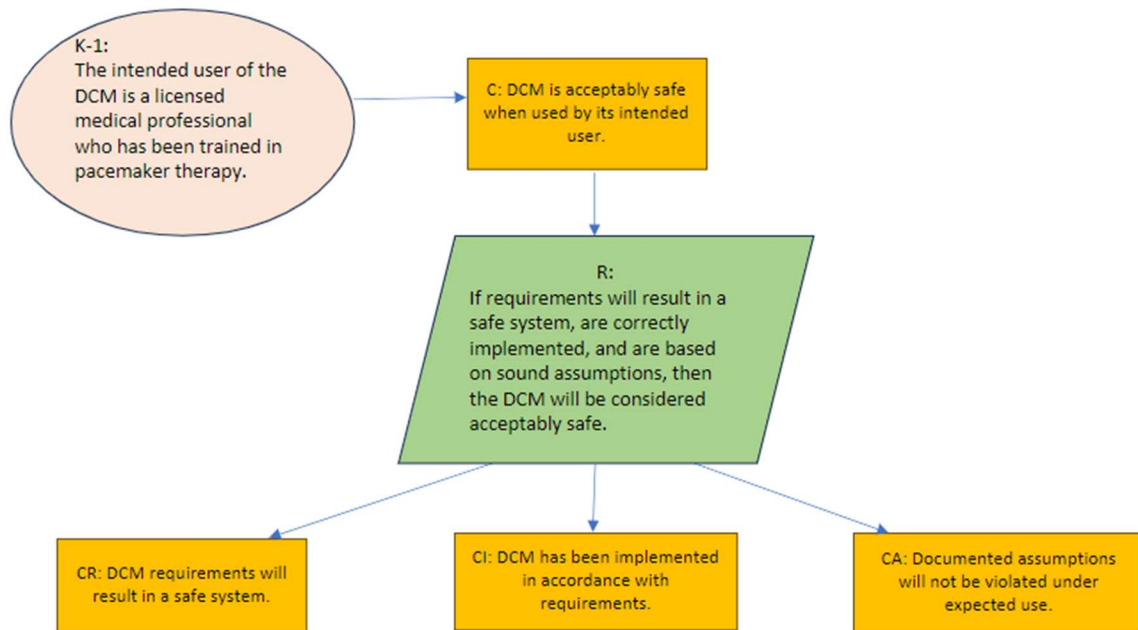 K-1:
The intended user of the
DCM is a licensed
medical professional
who has been trained in
pacemaker therapy.
C: DCM is acceptably safe
when used by its intended
user.
R:
If requirements will result in a
safe system, are correctly
implemented, and are based
on sound assumptions, then
the DCM will be considered
acceptably safe.
CR: DCM requirements will
result in a safe system.
CI: DCM has been implemented
in accordance with
requirements.
CA: Documented assumptions
will not be violated under
expected use.